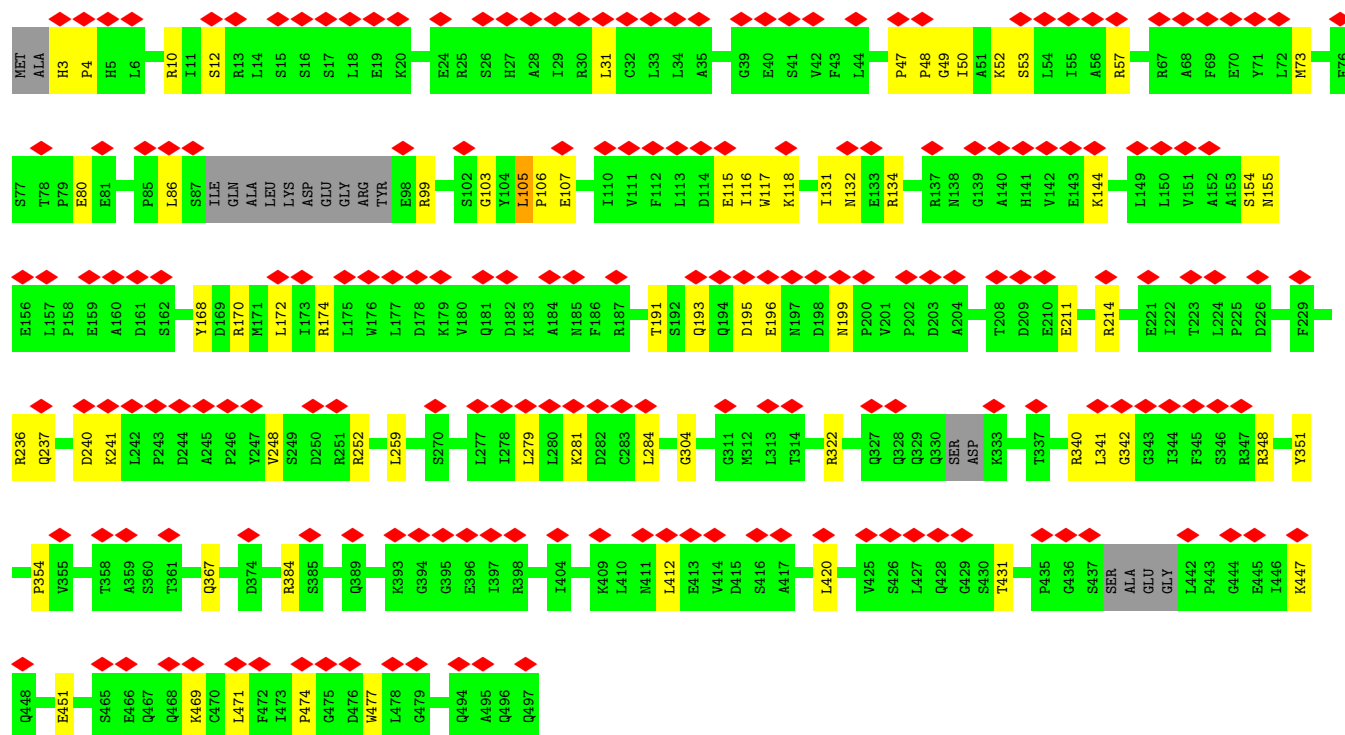 MET ALA H3 P4 H5 L6 R10 I11 S12 R13 L14 S15 S16 S17 L18 E19 K20 E24 R25 S26 H27 A28 I29 R30 L31 C32 L33 L34 A35 G39 E40 S41 V42 F43 L44 P47 P48 G49 I50 A51 K52 S53 L54 I55 A56 R57 R67 A68 F69 E70 Y71 L72 M73 E76
S77 T78 P79 E80 E81 P85 L86 S87 ILE GLN ALA LEU LYS ASP GLU GLY ARG TYR E98 R99 S102 G103 Y104 L105 P106 E107 I110 V111 F112 L113 D114 E115 I116 W117 K118 I131 N132 E133 R134 R137 N138 G139 A140 H141 V142 E143 K144 L149 L150 V151 A152 A153 S154 N155
E156 L157 P158 E159 A160 D161 S162 Y168 D169 R170 M171 L172 I173 R174 L175 W176 L177 D178 K179 V180 Q181 D182 K183 A184 N185 F186 R187 T191 S192 Q193 Q194 D195 E196 N197 D198 N199 P200 V201 P202 D203 A204 T208 D209 E210 E211 R214 E221 I222 T223 L224 P225 D226 F229
R236 Q237 D240 K241 L242 P243 D244 A245 P246 Y247 V248 S249 D250 R251 R252 L259 S270 L277 I278 L279 L280 K281 D282 C283 L284 G304 G311 M312 L313 T314 R322 Q327 Q328 Q329 Q330 SER ASP K333 T337 R340 L341 G342 G343 I344 F345 S346 R347 R348 Y351
P354 V355 T358 A359 S360 T361 Q367 D374 R384 S385 Q389 K393 G394 G395 E396 I397 R398 I404 K409 L410 N411 L412 E413 V414 D415 S416 A417 L420 V425 S426 L427 Q428 G429 S430 T431 P435 G436 S437 SER ALA GLU GLY L442 P443 G444 E445 I446 K447
Q448 E451 S465 E466 Q467 Q468 K469 C470 L471 F472 I473 P474 G475 D476 W477 L478 G479 Q494 A495 Q496 Q497